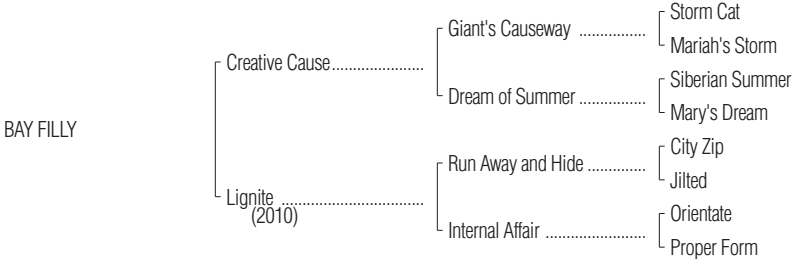 Storm Cat
Giant's Causeway ................
Mariah's Storm
Creative Cause......................
Siberian Summer
Dream of Summer ................
Mary's Dream
BAY FILLY
City Zip
Run Away and Hide ..............
Jilted
Lignite ..................................
(2010)
Orientate
Internal Affair ........................
Proper Form